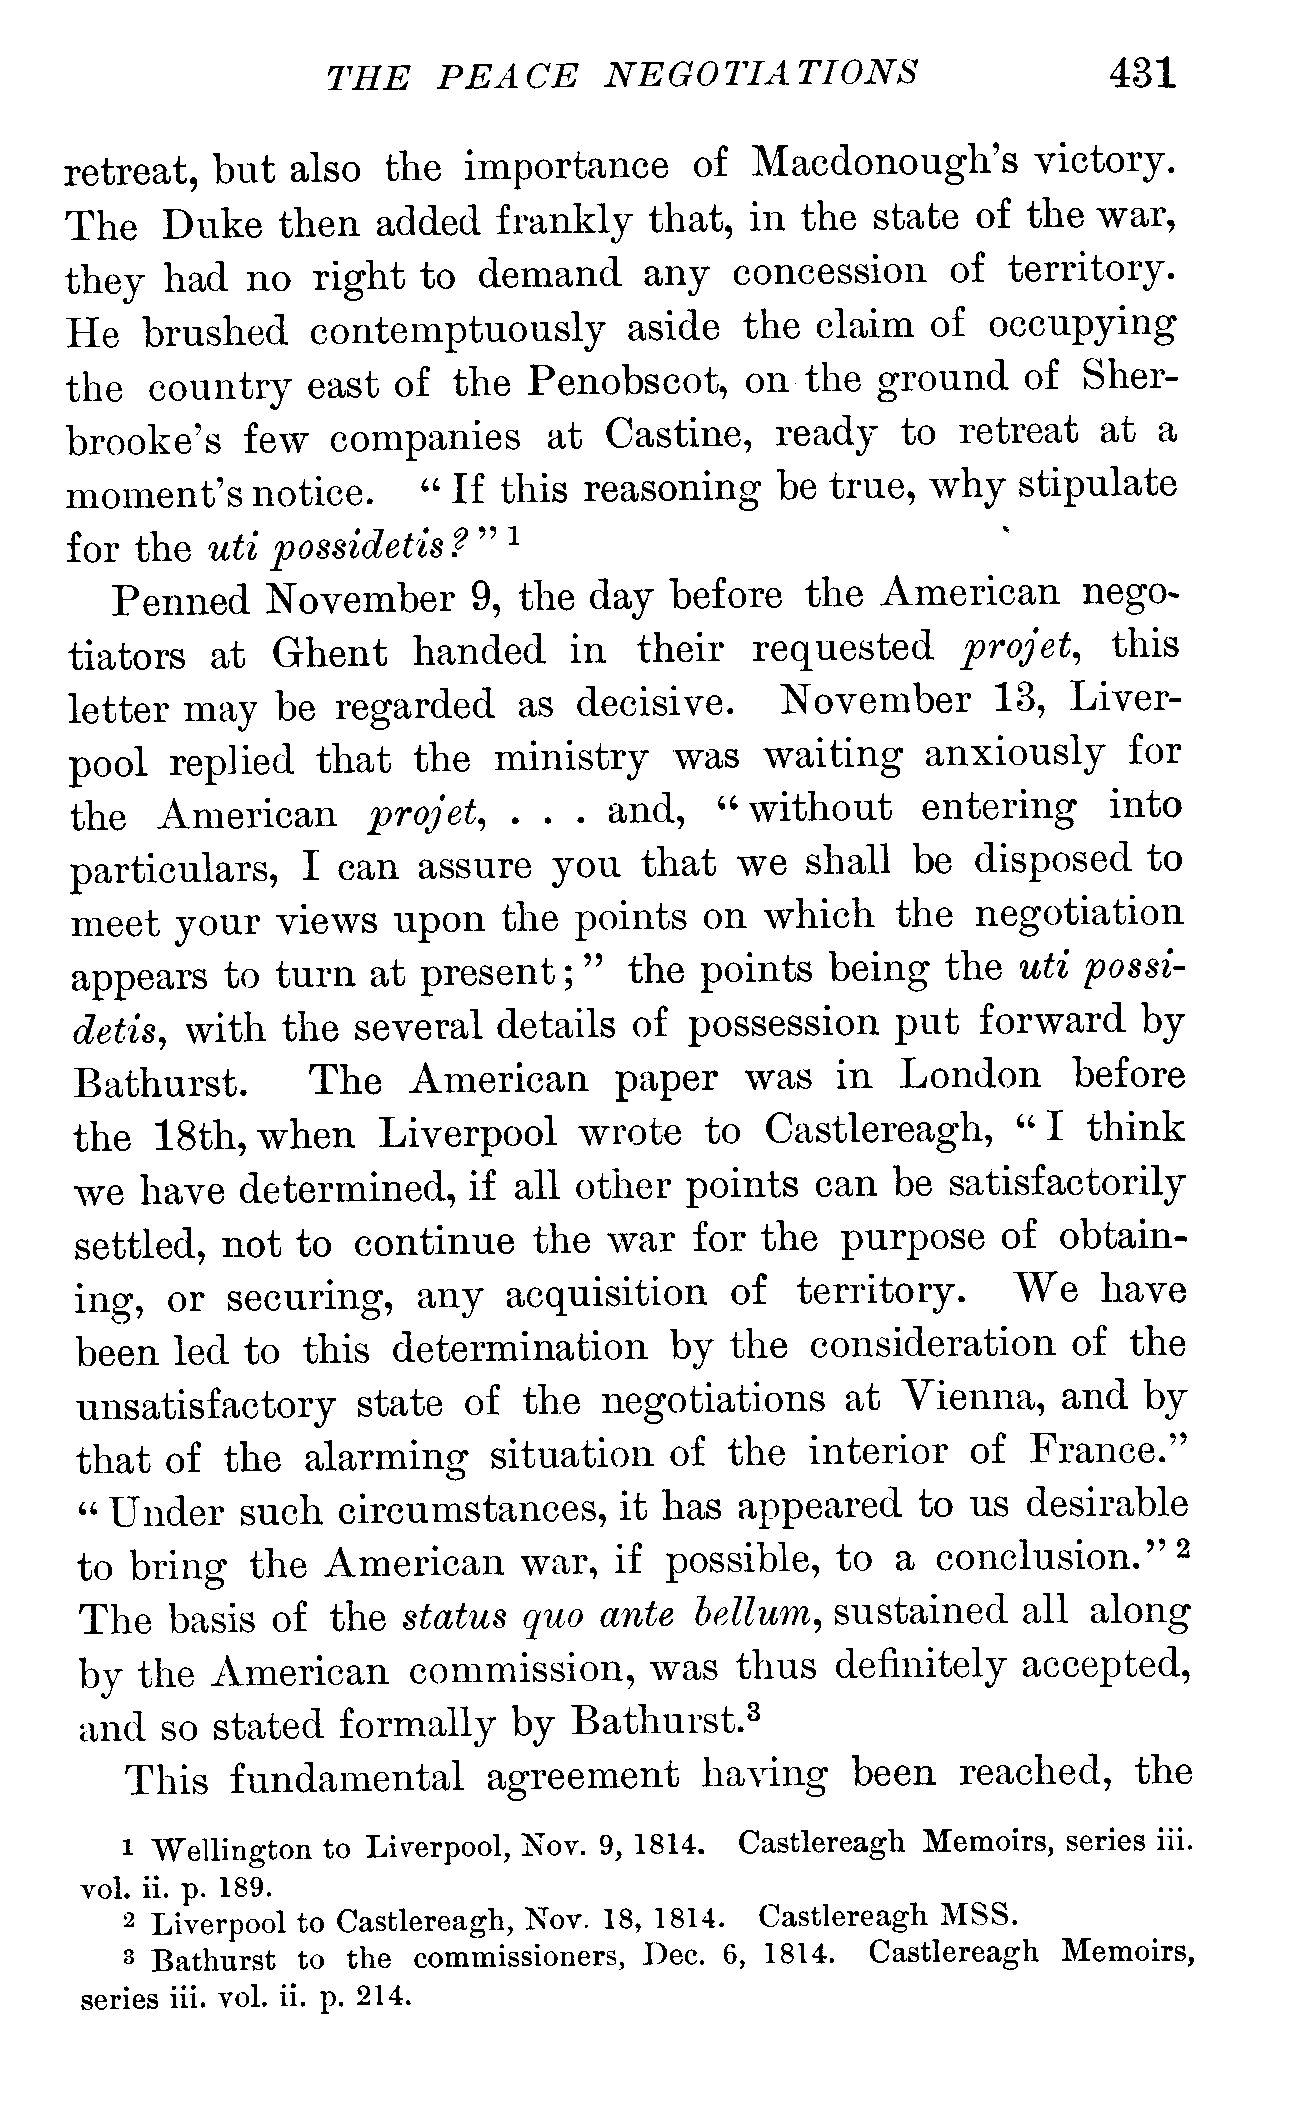 THE PEACE NEGOTIATIONS 431
retreat, but also the importance of Macdonough's victory.
The Duke then added frankly that, in the state of the war,
they had no right to demand any concession of territory.
He brushed contemptuously aside the claim of occupying
the country east of the Penobscot, on the ground of Sher-
brooke's few companies at Castine, ready to retreat at a
moment's notice. "If this reasoning be true, why stipulate
for the uti possidetis?" 1
Penned November 9, the day before the American nego-
tiators at Ghent handed in their requested projet, this
letter may be regarded as decisive. November 13, Liver-
pool replied that the ministry was waiting anxiously for
the American projet, . . . and, "without entering into
particulars, I can assure you that we shall be disposed to
meet your views upon the points on which the negotiation
appears to turn at present;" the points being the uti possi-
detis, with the several details of possession put forward by
Bathurst. The American paper was in London before
the 18th, when Liverpool wrote to Castlereagh, "I think
we have determined, if all other points can be satisfactorily
settled, not to continue the war for the purpose of obtain-
ing, or securing, any acquisition of territory. We have
been led to this determination by the consideration of the
unsatisfactory state of the negotiations at Vienna, and by
that of the alarming situation of the interior of France."
"Under such circumstances, it has appeared to us desirable
to bring the American war, if possible, to a conclusion." 2
The basis of the status quo ante bellum, sustained all along
by the American commission, was thus definitely accepted,
and so stated formally by Bathurst.3
This fundamental agreement having been reached, the
1 Wellington to Liverpool, Nov. 9, 1814. Castlereagh Memoirs, series iii.
vol. ii. p. 189.
2 Liverpool to Castlereagh, Nov. 18, 1814. Castlereagh MSS.
3 Bathurst to the commissioners, Dec. 6, 1814. Castlereagh Memoirs,
series iii. vol. ii. p. 214.